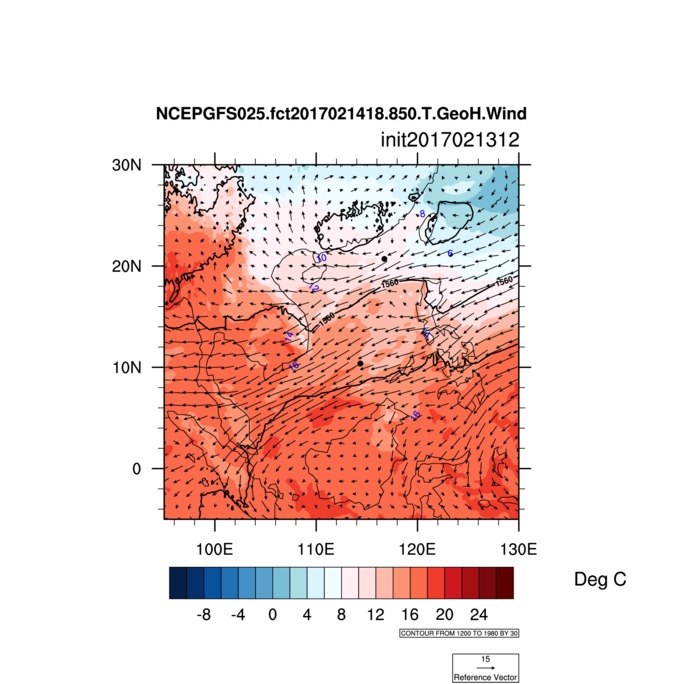 NCEPGFS025.fct2017021418.850.T.GeoH.Wind
init2017021312
30N
8
6
20N
10
12
1560
1560
1560
14
16
10N
16
0
100E
110E
120E
130E
Deg C
-8
-4
0
4
8
12
16
20
24
CONTOUR FROM 1200 TO 1980 BY 30
15
Reference Vector